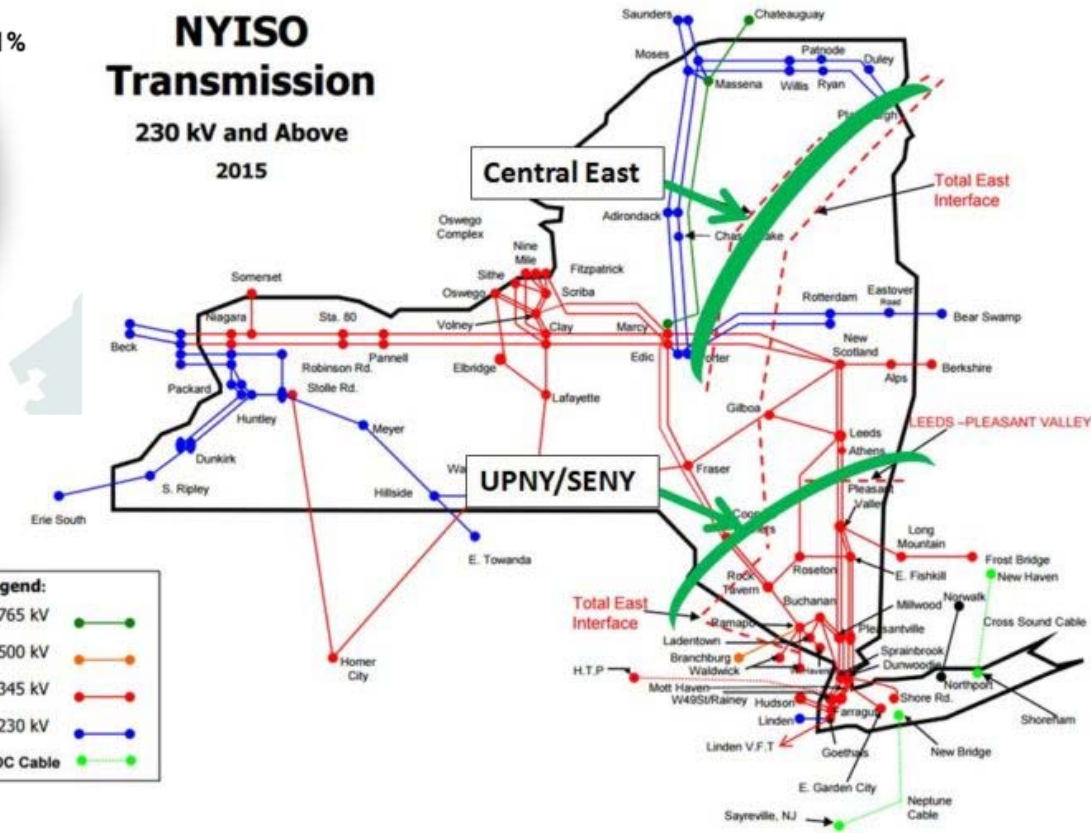 1%
NYISO
Transmission
230 kV and Above
2015
Saunders
Chateauguay
Moses
Massena
Patnode
Willis
Ryan
Duley
Central East
Total East
Interface
Adirondack
Oswego
Complex
Nine
Mile
Sithe
Fitzpatrick
Oswego
Scriba
Somerset
Niagara
Sta. 80
Volney
Clay
Marcy
Edic
Rotterdam
Eastover
Road
Bear Swamp
Beck
Pannell
Elbridge
New
Scotland
Alps
Berkshire
Robinson Rd.
Packard
Stolle Rd.
Lafayette
Huntley
Meyer
Gilboa
LEEDS –PLEASANT VALLEY
Leeds
Athens
Dunkirk
S. Ripley
Hillside
Fraser
UPNY/SENY
Pleasant
Valley
Erie South
E. Towanda
Long
Mountain
Rock
Tavern
Roseton
E. Fishkill
Frost Bridge
New Haven
Legend:
765 kV
500 kV
345 kV
230 kV
DC Cable
Total East
Interface
Buchanan
Millwood
Norwalk
Ramapo
Pleasantville
Cross Sound Cable
Ladentown
Branchburg
Waldwick
Sprainbrook
Dunwoodie
Homer
City
H.T.P
Mott Haven
W49St/Rainey
Northport
Hudson
Farragut
Shore Rd.
Shoreham
Linden
Linden V.F.T
Goethals
New Bridge
E. Garden City
Sayreville, NJ
Neptune
Cable